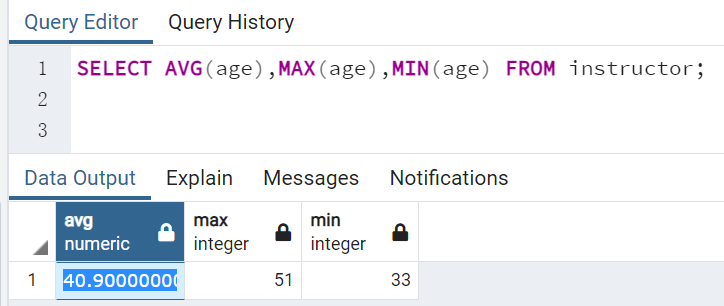 Query Editor Query History
1 SELECT AVG(age),MAX(age),MIN(age) FROM instructor;
2
3
Data Output Explain Messages Notifications
avg max min
numeric integer integer
1 40.90000000 51 33